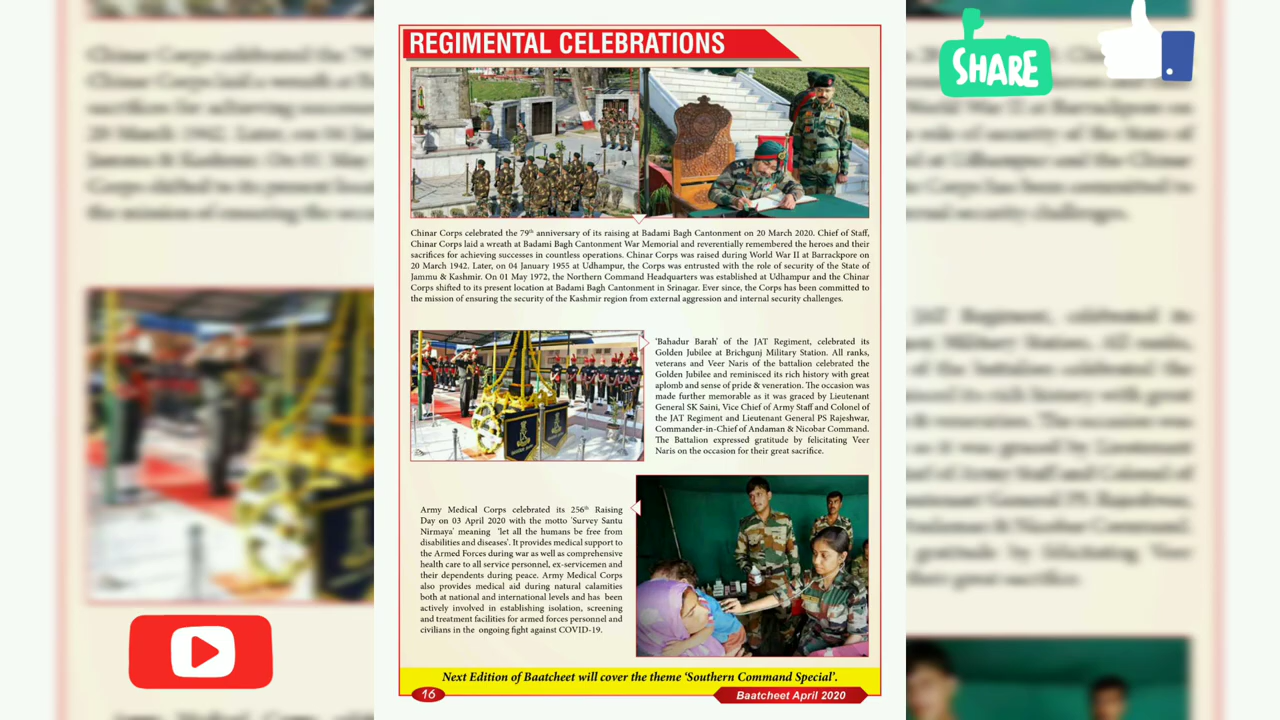 REGIMENTAL CELEBRATIONS
SHARE
Chinar Corps celebrated the 79th anniversary of its raising at Badami Bagh Cantonment on 20 March 2020. Chief of Staff,
Chinar Corps laid a wreath at Badami Bagh Cantonment War Memorial and reverentially remembered the heroes and their
sacrifices for achieving successes in countless operations. Chinar Corps was raised during World War II at Barrackpore on
20 March 1942. Later, on 04 January 1955 at Udhampur, the Corps was entrusted with the role of security of the State of
Jammu & Kashmir. On 01 May 1972, the Northern Command Headquarters was established at Udhampur and the Chinar
Corps shifted to its present location at Badami Bagh Cantonment in Srinagar. Ever since, the Corps has been committed to
the mission of ensuring the security of the Kashmir region from external aggression and internal security challenges.
'Bahadur Barah' of the JAT Regiment, celebrated its
Golden Jubilee at Brichgunj Military Station. All ranks,
veterans and Veer Naris of the battalion celebrated the
Golden Jubilee and reminisced its rich history with great
aplomb and sense of pride & veneration. The occasion was
made further memorable as it was graced by Lieutenant
General SK Saini, Vice Chief of Army Staff and Colonel of
the JAT Regiment and Lieutenant General PS Rajeshwar,
Commander-in-Chief of Andaman & Nicobar Command.
The Battalion expressed gratitude by felicitating Veer
Naris on the occasion for their great sacrifice.
Army Medical Corps celebrated its 256th Raising
Day on 03 April 2020 with the motto 'Survey Santu
Nirmaya' meaning 'let all the humans be free from
disabilities and diseases'. It provides medical support to
the Armed Forces during war as well as comprehensive
health care to all service personnel, ex-servicemen and
their dependents during peace. Army Medical Corps
also provides medical aid during natural calamities
both at national and international levels and has been
actively involved in establishing isolation, screening
and treatment facilities for armed forces personnel and
civilians in the ongoing fight against COVID-19.
Next Edition of Baatcheet will cover the theme 'Southern Command Special'.
16
Baatcheet April 2020